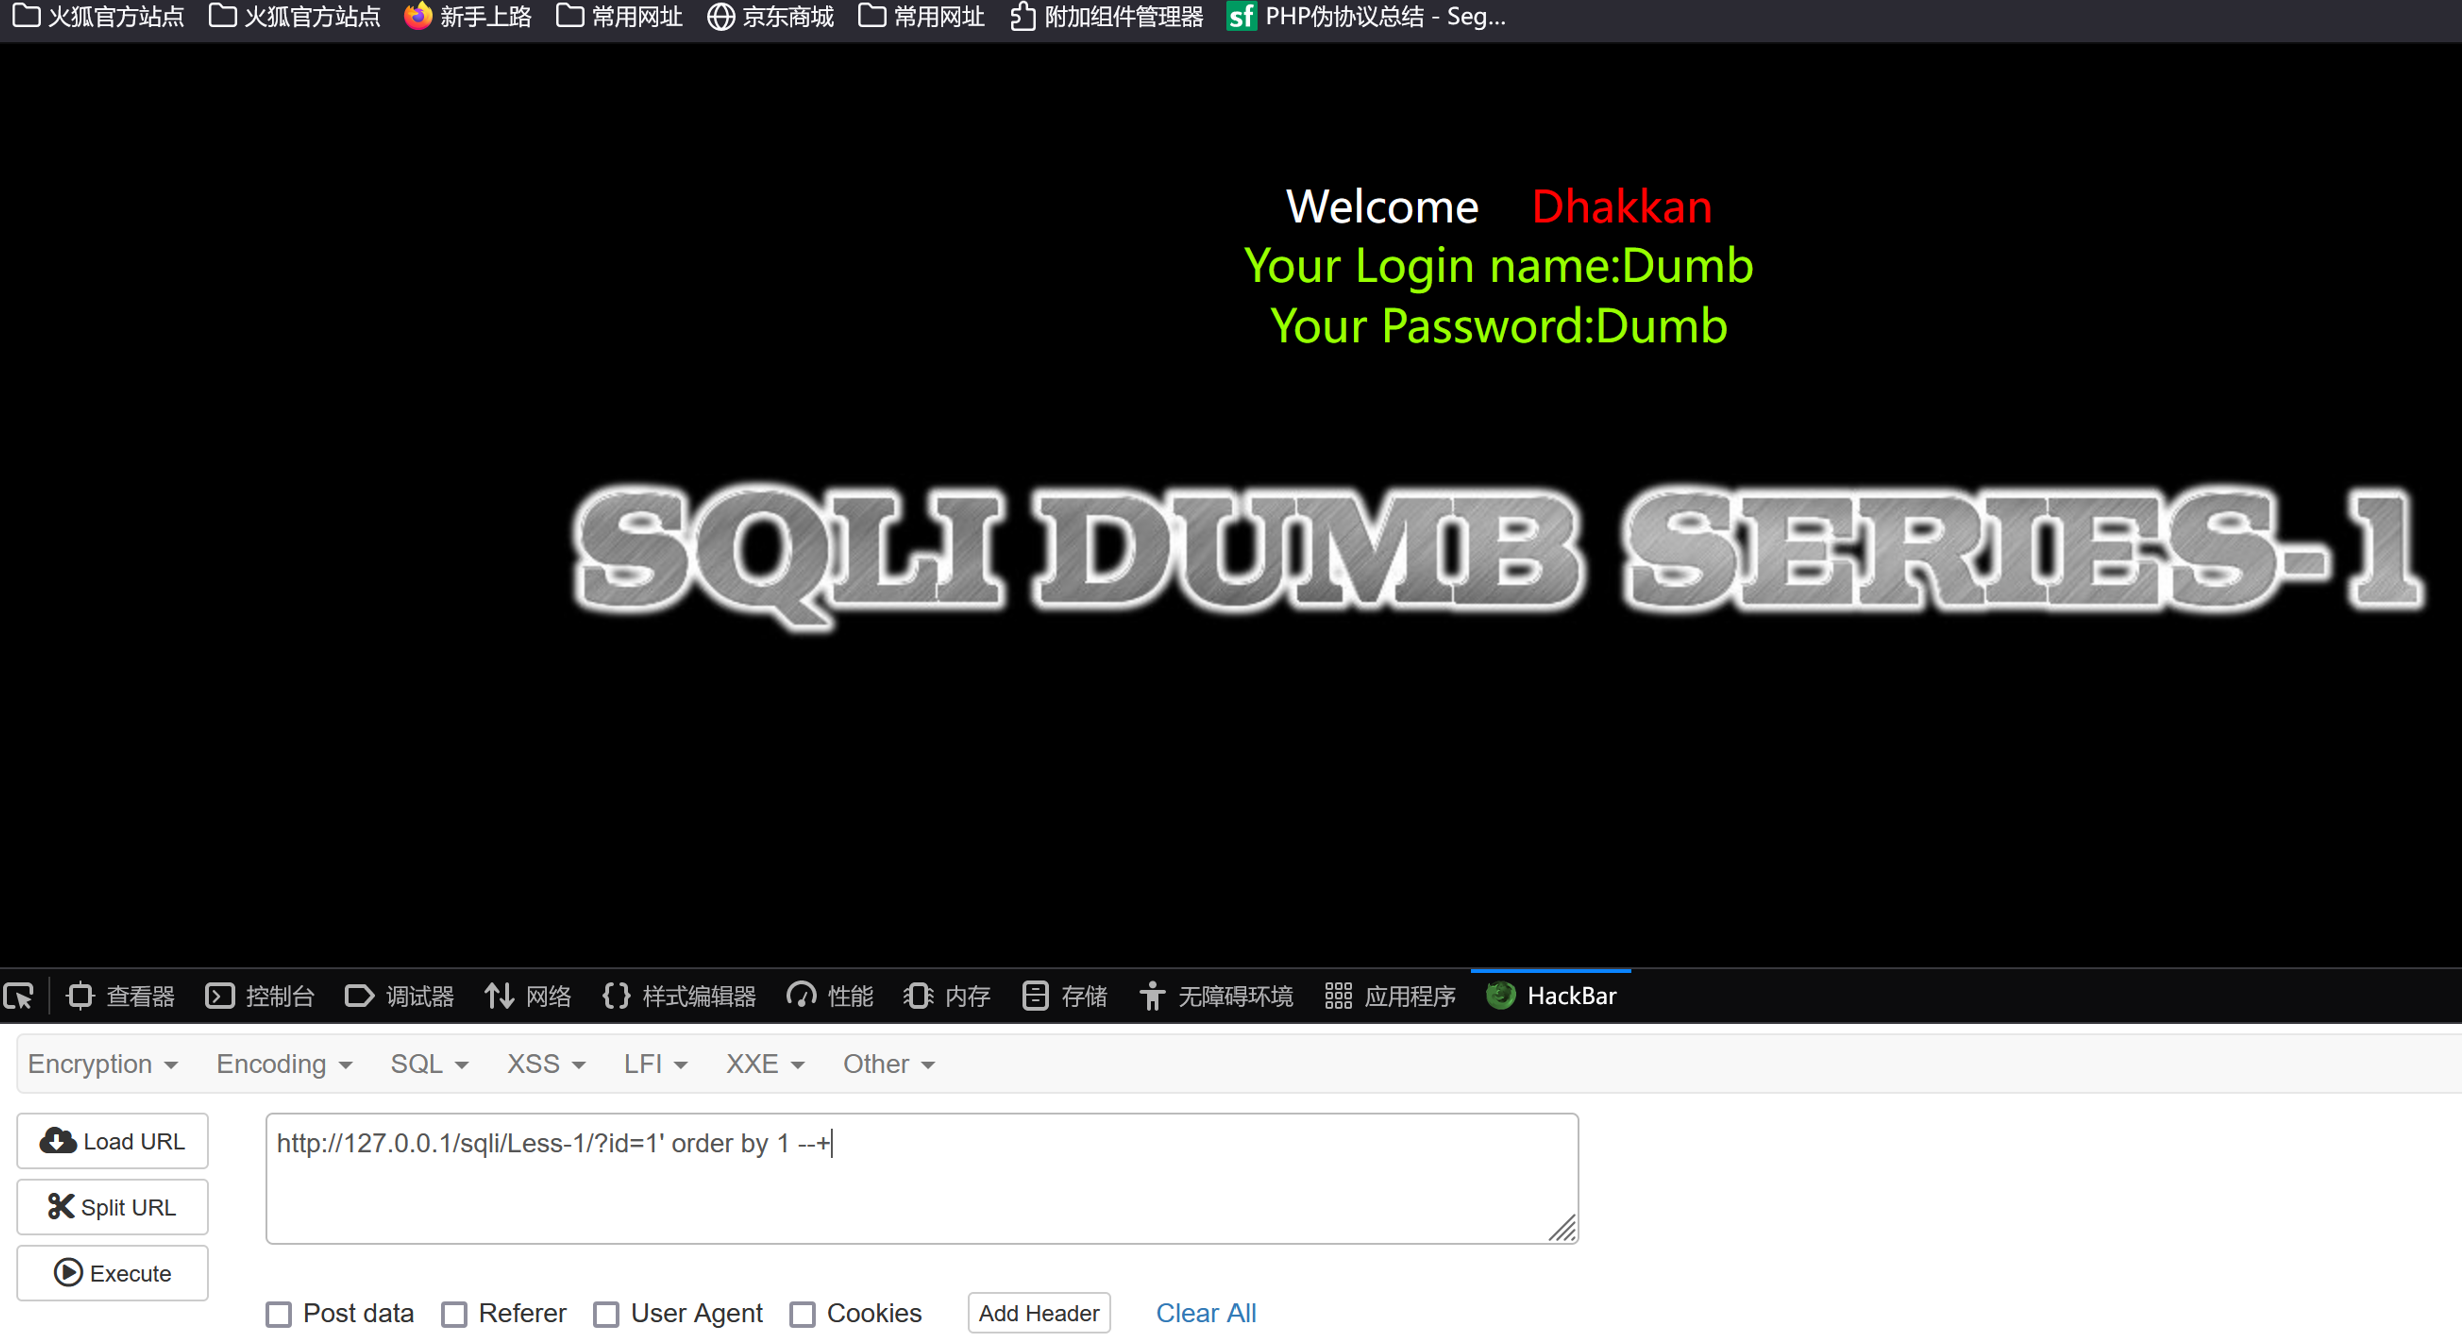 火狐官方站点 火狐官方站点 新手上路 常用网址 京东商城 常用网址 附加组件管理器 sf PHP伪协议总结 - Seg...
Welcome Dhakkan
Your Login name:Dumb
Your Password:Dumb
SQLI DUMB SERIES-1
查看器 控制台 调试器 网络 样式编辑器 性能 内存 存储 无障碍环境 应用程序 HackBar
Encryption Encoding SQL XSS LFI XXE Other
Load URL
http://127.0.0.1/sqli/Less-1/?id=1' order by 1 --+
Split URL
Execute
Post data Referer User Agent Cookies Add Header Clear All